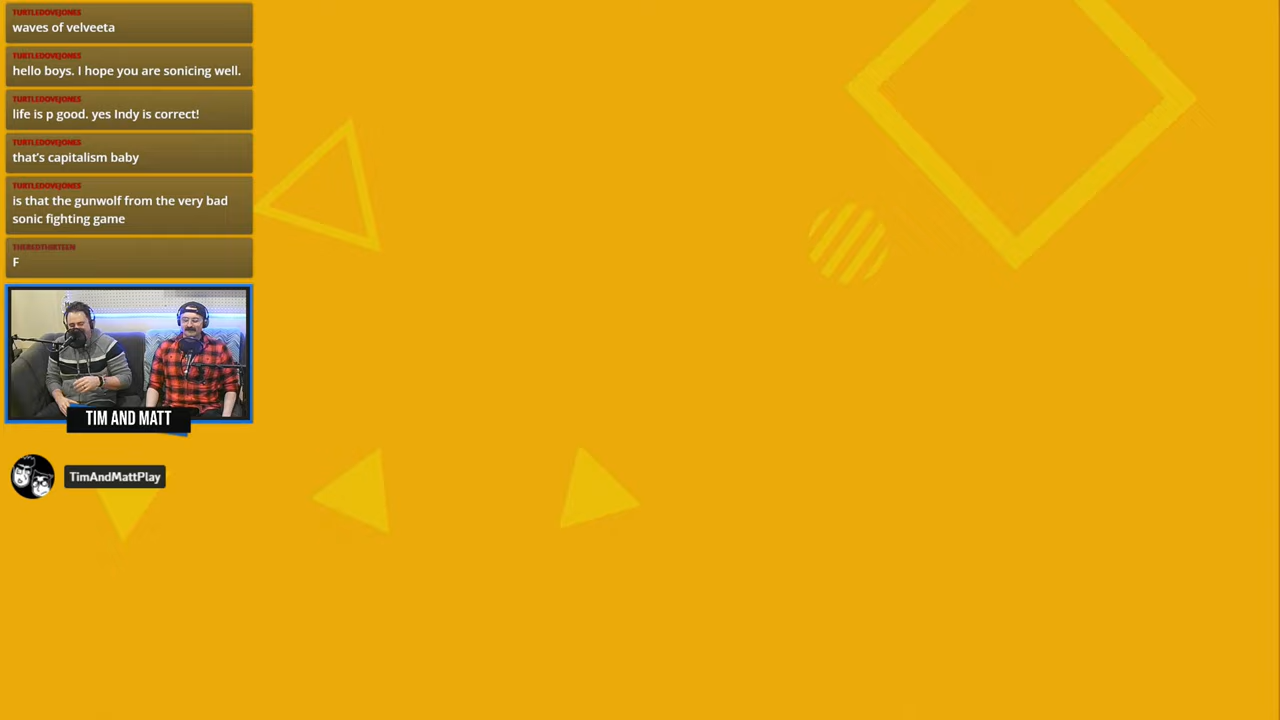 TURTLEDOVEJONES
waves of velveeta
TURTLEDOVEJONES
hello boys. I hope you are sonicing well.
TURTLEDOVEJONES
life is p good. yes Indy is correct!
TURTLEDOVEJONES
that's capitalism baby
TURTLEDOVEJONES
is that the gunwolf from the very bad
sonic fighting game
THEREDTHIRTEEN
F
TIM AND MATT
TimAndMattPlay